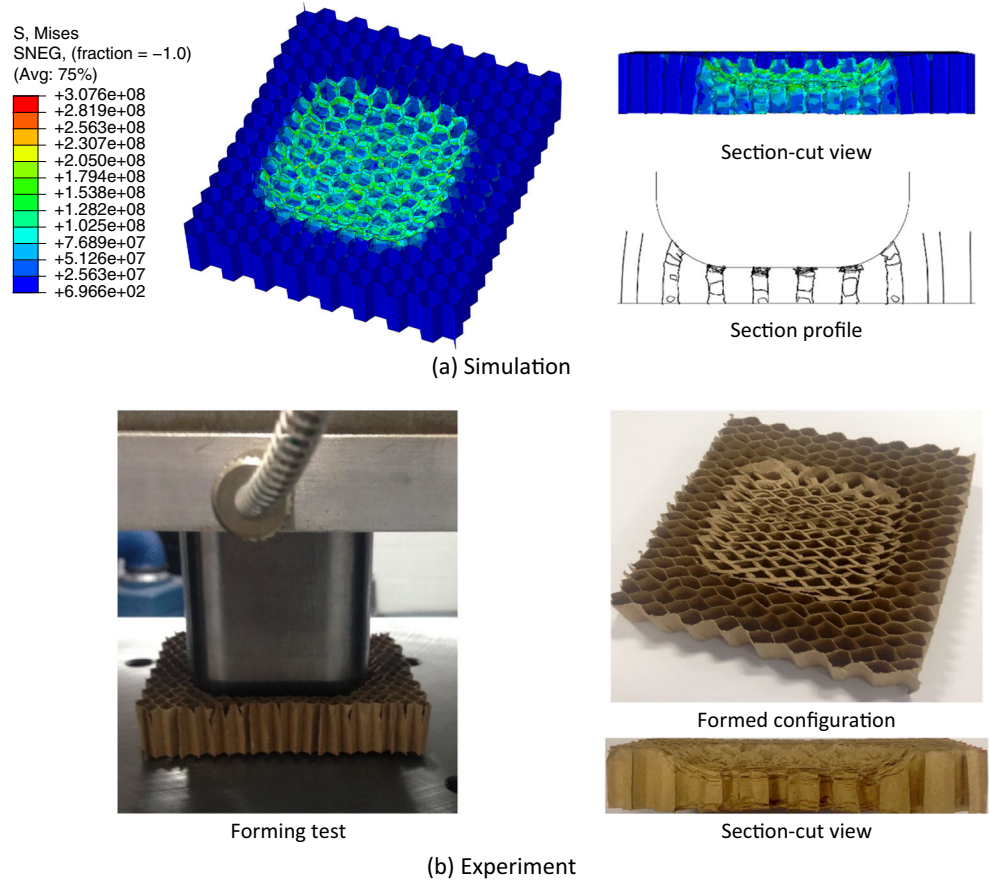 S, Mises
SNEG, (fraction = −1.0)
(Avg: 75%)
+3.076e+08
+2.819e+08
+2.563e+08
+2.307e+08
+2.050e+08
+1.794e+08
+1.538e+08
+1.282e+08
+1.025e+08
+7.689e+07
+5.126e+07
+2.563e+07
+6.966e+02
Section-cut view
Section profile
(a) Simulation
Forming test
Formed configuration
Section-cut view
(b) Experiment